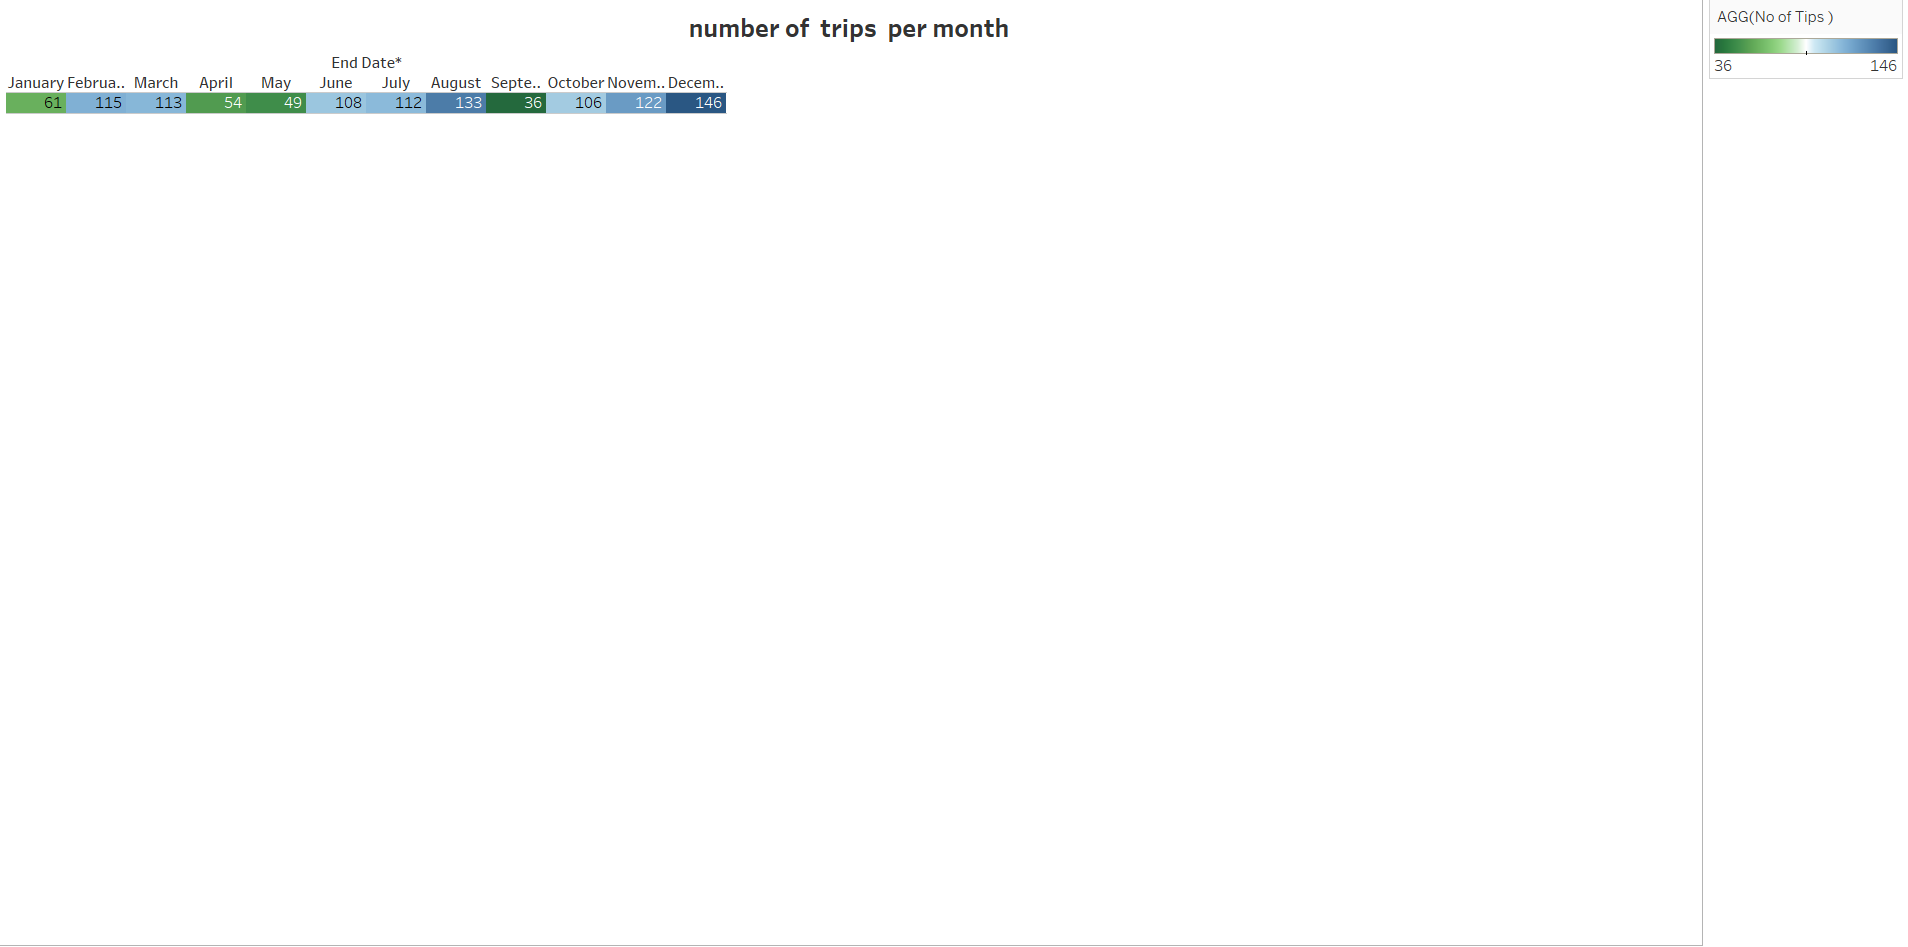 number of  trips  per month
End Date*
January Februa.. March April May June July August Septe.. October Novem.. Decem..
61 115 113 54 49 108 112 133 36 106 122 146
AGG(No of Tips )
36 146